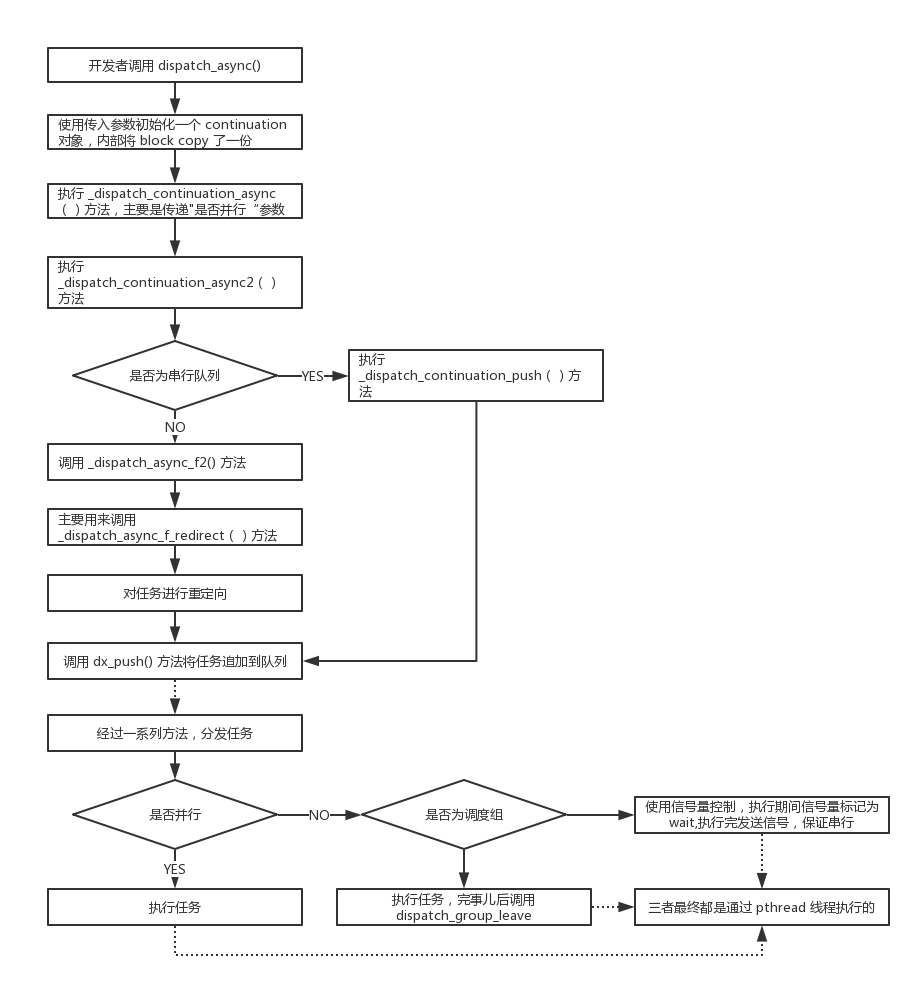 开发者调用 dispatch_async()
使用传入参数初始化一个 continuation
对象，内部将 block copy 了一份
执行 _dispatch_continuation_async
（ ）方法，主要是传递"是否并行“参数
执行
_dispatch_continuation_async2（ ）
方法
是否为串行队列
YES
执行
_dispatch_continuation_push（ ）方
法
NO
调用 _dispatch_async_f2() 方法
主要用来调用
_dispatch_async_f_redirect（ ）方法
对任务进行重定向
调用 dx_push() 方法将任务追加到队列
经过一系列方法，分发任务
是否并行
NO
是否为调度组
使用信号量控制，执行期间信号量标记为
wait,执行完发送信号，保证串行
YES
执行任务
执行任务，完事儿后调用
dispatch_group_leave
三者最终都是通过 pthread 线程执行的